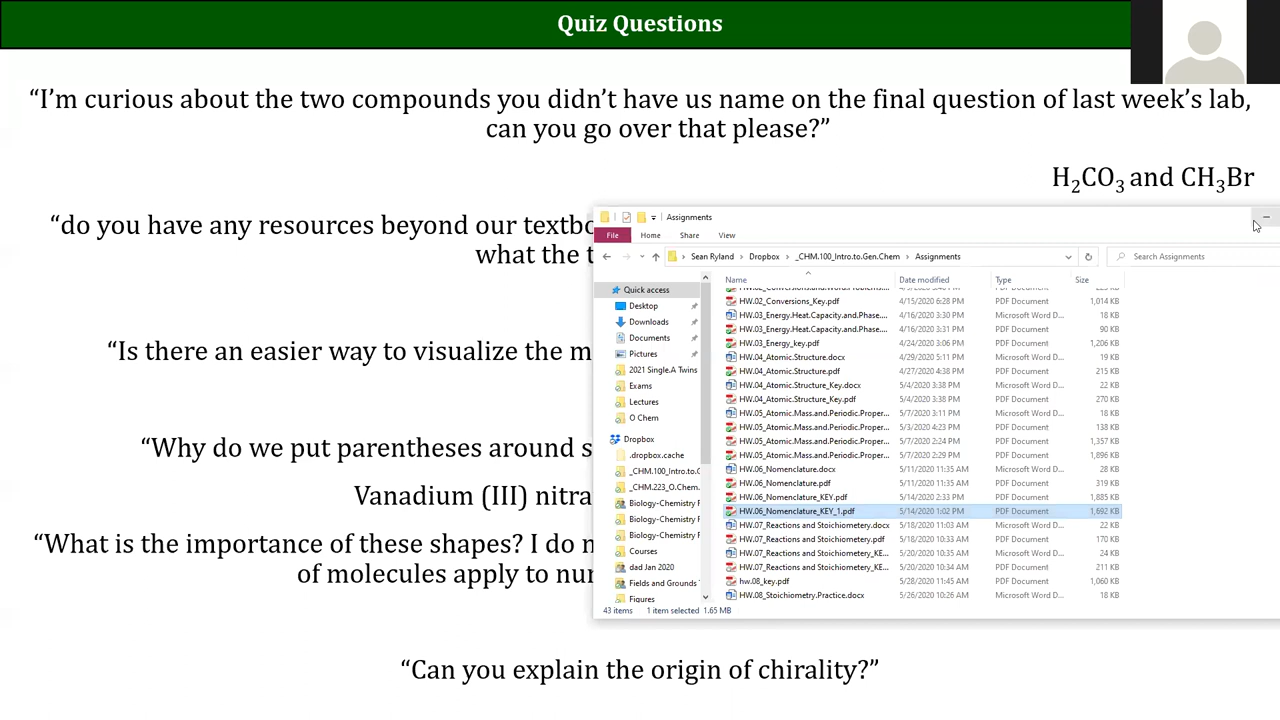 Quiz Questions
“I’m curious about the two compounds you didn’t have us name on the final question of last week’s lab,
can you go over that please?”
H₂CO₃ and CH₃Br
“do you have any resources beyond our textbo
what the t
“Is there an easier way to visualize the m
“Why do we put parentheses around s
Vanadium (III) nitra
“What is the importance of these shapes? I do n
of molecules apply to nur
“Can you explain the origin of chirality?”
Assignments
File Home Share View
Sean Ryland Dropbox _CHM.100_Intro.to.Gen.Chem Assignments Search Assignments
Name Date modified Type Size
Quick access
Desktop
Downloads
Documents
Pictures
2021 Single.A Twins
Exams
Lectures
O Chem
Dropbox
.dropbox.cache
_CHM.100_Intro.to.G
_CHM.223_O.Chem.
Biology-Chemistry F
Biology-Chemistry F
Biology-Chemistry F
Courses
dad Jan 2020
Fields and Grounds
Figures
HW.02_Conversions_Key.pdf 4/15/2020 6:28 PM PDF Document 1,014 KB
HW.03_Energy.Heat.Capacity.and.Phase.... 4/16/2020 3:30 PM Microsoft Word D... 18 KB
HW.03_Energy.Heat.Capacity.and.Phase.... 4/16/2020 3:31 PM PDF Document 90 KB
HW.03_Energy_key.pdf 4/24/2020 3:06 PM PDF Document 1,206 KB
HW.04_Atomic.Structure.docx 4/29/2020 5:11 PM Microsoft Word D... 19 KB
HW.04_Atomic.Structure.pdf 4/27/2020 4:38 PM PDF Document 215 KB
HW.04_Atomic.Structure_Key.docx 5/4/2020 3:38 PM Microsoft Word D... 22 KB
HW.04_Atomic.Structure_Key.pdf 5/4/2020 3:38 PM PDF Document 270 KB
HW.05_Atomic.Mass.and.Periodic.Proper... 5/7/2020 3:11 PM Microsoft Word D... 18 KB
HW.05_Atomic.Mass.and.Periodic.Proper... 5/3/2020 4:23 PM PDF Document 138 KB
HW.05_Atomic.Mass.and.Periodic.Proper... 5/7/2020 2:24 PM PDF Document 1,357 KB
HW.05_Atomic.Mass.and.Periodic.Proper... 5/7/2020 2:29 PM PDF Document 1,896 KB
HW.06_Nomenclature.docx 5/11/2020 11:35 AM Microsoft Word D... 28 KB
HW.06_Nomenclature.pdf 5/11/2020 11:35 AM PDF Document 319 KB
HW.06_Nomenclature_KEY.pdf 5/14/2020 2:33 PM PDF Document 1,885 KB
HW.06_Nomenclature_KEY_1.pdf 5/14/2020 1:02 PM PDF Document 1,692 KB
HW.07_Reactions and Stoichiometery.docx 5/18/2020 11:03 AM Microsoft Word D... 22 KB
HW.07_Reactions and Stoichiometery.pdf 5/18/2020 10:33 AM PDF Document 170 KB
HW.07_Reactions and Stoichiometery_KE... 5/20/2020 10:35 AM Microsoft Word D... 24 KB
HW.07_Reactions and Stoichiometery_KE... 5/20/2020 10:34 AM PDF Document 211 KB
hw.08_key.pdf 5/28/2020 11:45 AM PDF Document 1,060 KB
HW.08_Stoichiometry.Practice.docx 5/26/2020 10:26 AM Microsoft Word D... 18 KB
43 items 1 item selected 1.65 MB